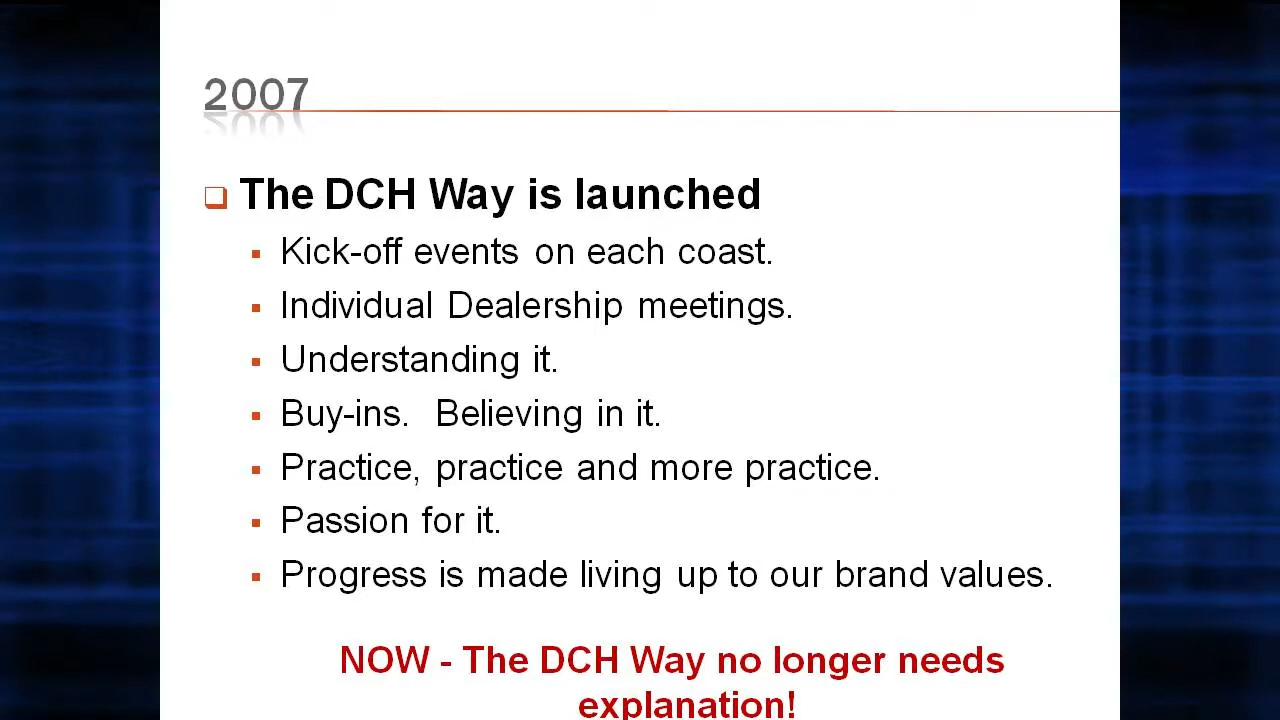 2007
The DCH Way is launched
Kick-off events on each coast.
Individual Dealership meetings.
Understanding it.
Buy-ins.  Believing in it.
Practice, practice and more practice.
Passion for it.
Progress is made living up to our brand values.
NOW - The DCH Way no longer needs
explanation!